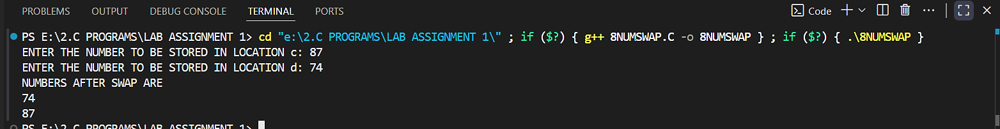 PROBLEMS OUTPUT DEBUG CONSOLE TERMINAL PORTS Code
PS E:\2.C PROGRAMS\LAB ASSIGNMENT 1> cd "e:\2.C PROGRAMS\LAB ASSIGNMENT 1\" ; if ($?) { g++ 8NUMSWAP.C -o 8NUMSWAP } ; if ($?) { .\8NUMSWAP }
ENTER THE NUMBER TO BE STORED IN LOCATION c: 87
ENTER THE NUMBER TO BE STORED IN LOCATION d: 74
NUMBERS AFTER SWAP ARE
74
87
PS E:\2.C PROGRAMS\LAB ASSIGNMENT 1>